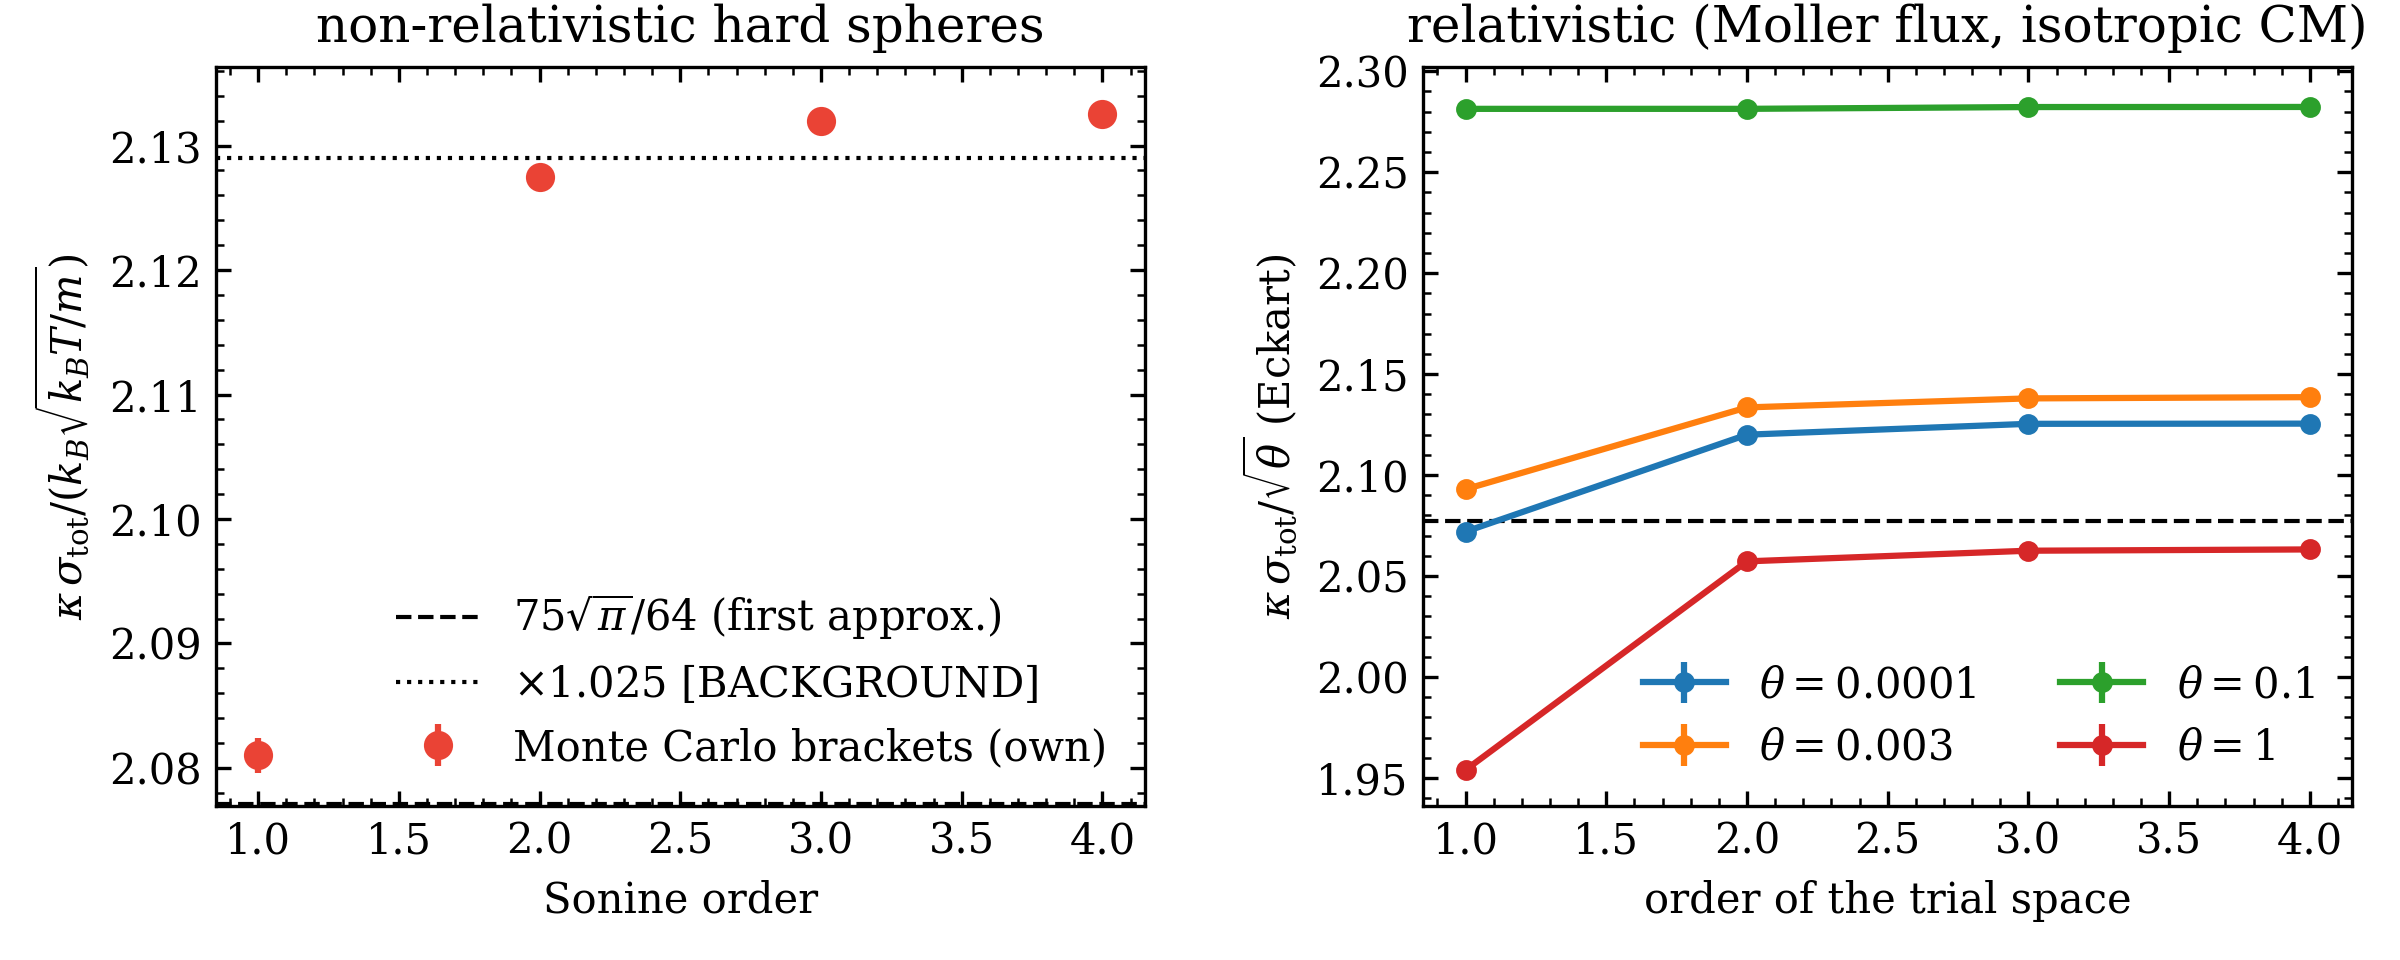 non-relativistic hard spheres
κ σ_tot/(k_B√(k_BT/m))
2.13
2.12
2.11
2.10
2.09
2.08
75√π/64 (first approx.)
×1.025 [BACKGROUND]
Monte Carlo brackets (own)
1.0 1.5 2.0 2.5 3.0 3.5 4.0
Sonine order
relativistic (Moller flux, isotropic CM)
κ σ_tot/√θ (Eckart)
2.30
2.25
2.20
2.15
2.10
2.05
2.00
1.95
θ = 0.0001
θ = 0.003
θ = 0.1
θ = 1
1.0 1.5 2.0 2.5 3.0 3.5 4.0
order of the trial space